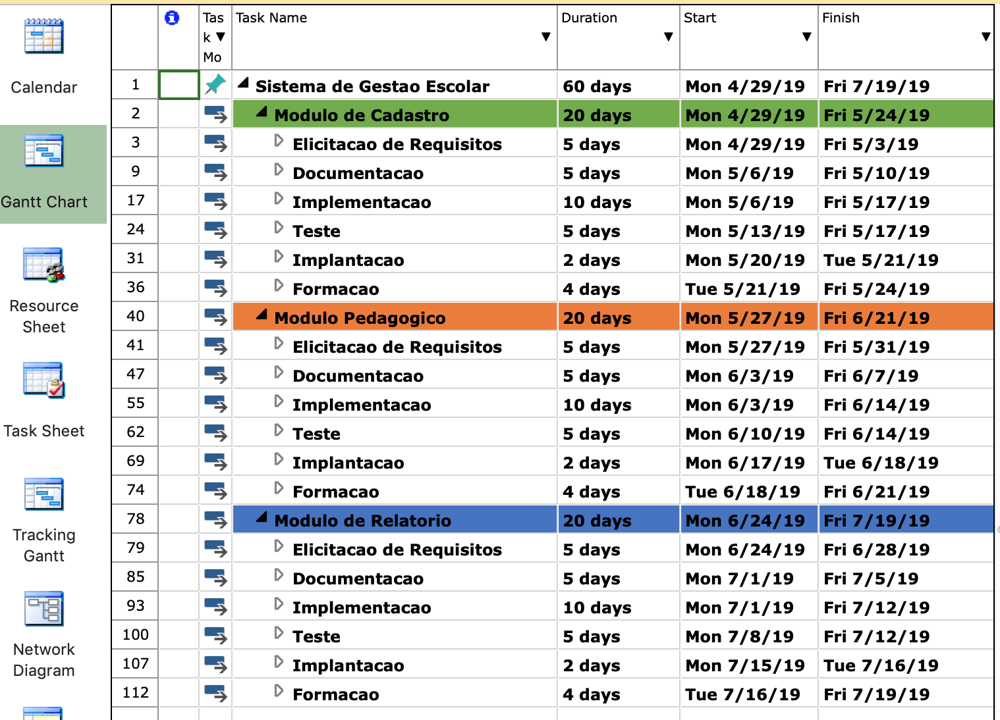 Calendar
Gantt Chart
Resource
Sheet
Task Sheet
Tracking
Gantt
Network
Diagram
Tas Task Name Duration Start Finish
k
Mo
1 Sistema de Gestao Escolar 60 days Mon 4/29/19 Fri 7/19/19
2 Modulo de Cadastro 20 days Mon 4/29/19 Fri 5/24/19
3 Elicitacao de Requisitos 5 days Mon 4/29/19 Fri 5/3/19
9 Documentacao 5 days Mon 5/6/19 Fri 5/10/19
17 Implementacao 10 days Mon 5/6/19 Fri 5/17/19
24 Teste 5 days Mon 5/13/19 Fri 5/17/19
31 Implantacao 2 days Mon 5/20/19 Tue 5/21/19
36 Formacao 4 days Tue 5/21/19 Fri 5/24/19
40 Modulo Pedagogico 20 days Mon 5/27/19 Fri 6/21/19
41 Elicitacao de Requisitos 5 days Mon 5/27/19 Fri 5/31/19
47 Documentacao 5 days Mon 6/3/19 Fri 6/7/19
55 Implementacao 10 days Mon 6/3/19 Fri 6/14/19
62 Teste 5 days Mon 6/10/19 Fri 6/14/19
69 Implantacao 2 days Mon 6/17/19 Tue 6/18/19
74 Formacao 4 days Tue 6/18/19 Fri 6/21/19
78 Modulo de Relatorio 20 days Mon 6/24/19 Fri 7/19/19
79 Elicitacao de Requisitos 5 days Mon 6/24/19 Fri 6/28/19
85 Documentacao 5 days Mon 7/1/19 Fri 7/5/19
93 Implementacao 10 days Mon 7/1/19 Fri 7/12/19
100 Teste 5 days Mon 7/8/19 Fri 7/12/19
107 Implantacao 2 days Mon 7/15/19 Tue 7/16/19
112 Formacao 4 days Tue 7/16/19 Fri 7/19/19